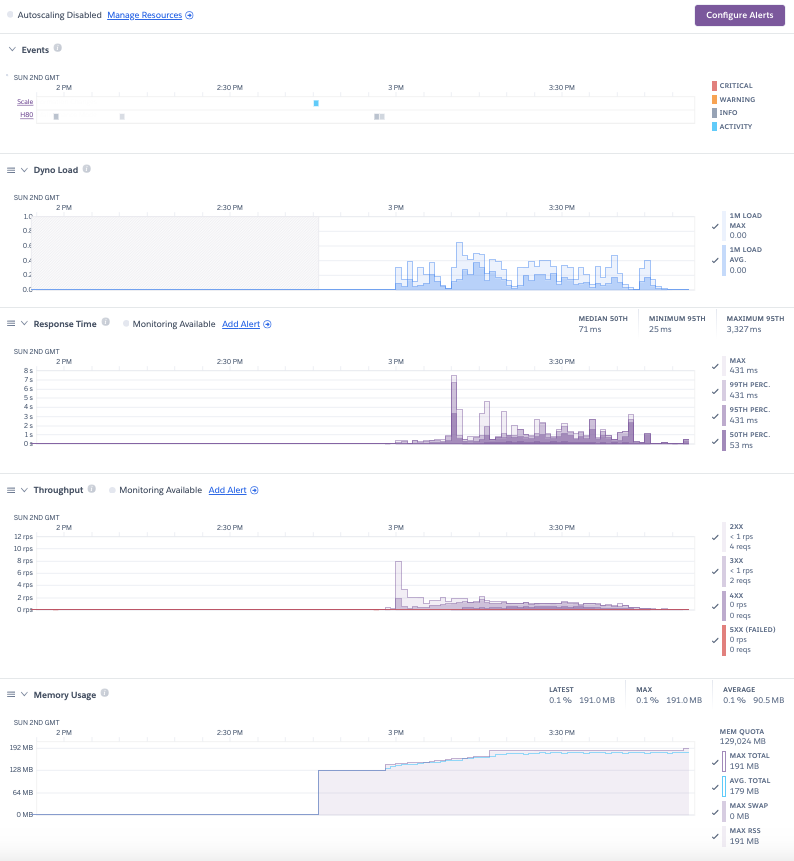 Autoscaling Disabled Manage Resources
Configure Alerts
Events
SUN 2ND GMT
2 PM 2:30 PM 3 PM 3:30 PM
Scale
H80
CRITICAL
WARNING
INFO
ACTIVITY
Dyno Load
SUN 2ND GMT
2 PM 2:30 PM 3 PM 3:30 PM
1.0
0.8
0.6
0.4
0.2
0.0
1M LOAD
MAX
0.00
1M LOAD
AVG.
0.00
Response Time Monitoring Available Add Alert
MEDIAN 50TH MINIMUM 95TH MAXIMUM 95TH
71 ms 25 ms 3,327 ms
SUN 2ND GMT
2 PM 2:30 PM 3 PM 3:30 PM
8 s
7 s
6 s
5 s
4 s
3 s
2 s
1 s
0 s
MAX
431 ms
99TH PERC.
431 ms
95TH PERC.
431 ms
50TH PERC.
53 ms
Throughput Monitoring Available Add Alert
SUN 2ND GMT
2 PM 2:30 PM 3 PM 3:30 PM
12 rps
10 rps
8 rps
6 rps
4 rps
2 rps
0 rps
2XX
< 1 rps
4 reqs
3XX
< 1 rps
2 reqs
4XX
0 rps
0 reqs
5XX (FAILED)
0 rps
0 reqs
Memory Usage
LATEST MAX AVERAGE
0.1 % 191.0 MB 0.1 % 191.0 MB 0.1 % 90.5 MB
SUN 2ND GMT
2 PM 2:30 PM 3 PM 3:30 PM
192 MB
128 MB
64 MB
0 MB
MEM QUOTA
129,024 MB
MAX TOTAL
191 MB
AVG. TOTAL
179 MB
MAX SWAP
0 MB
MAX RSS
191 MB